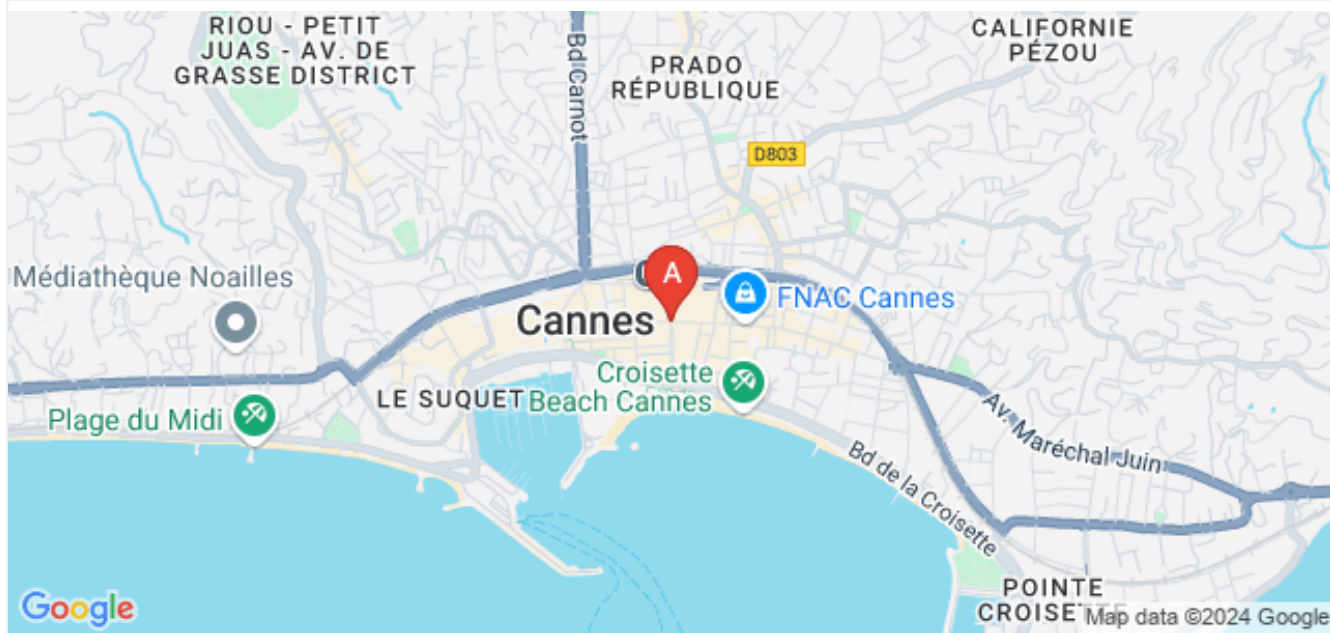 RIOU - PETIT
JUAS - AV. DE
GRASSE DISTRICT
Bd Carnot
PRADO
RÉPUBLIQUE
CALIFORNIE
PÉZOU
D803
Médiathèque Noailles
A
FNAC Cannes
Cannes
Croisette
Beach Cannes
LE SUQUET
Plage du Midi
Av. Maréchal Juin
Bd de la Croisette
POINTE
CROISETTE
Google
Map data ©2024 Google